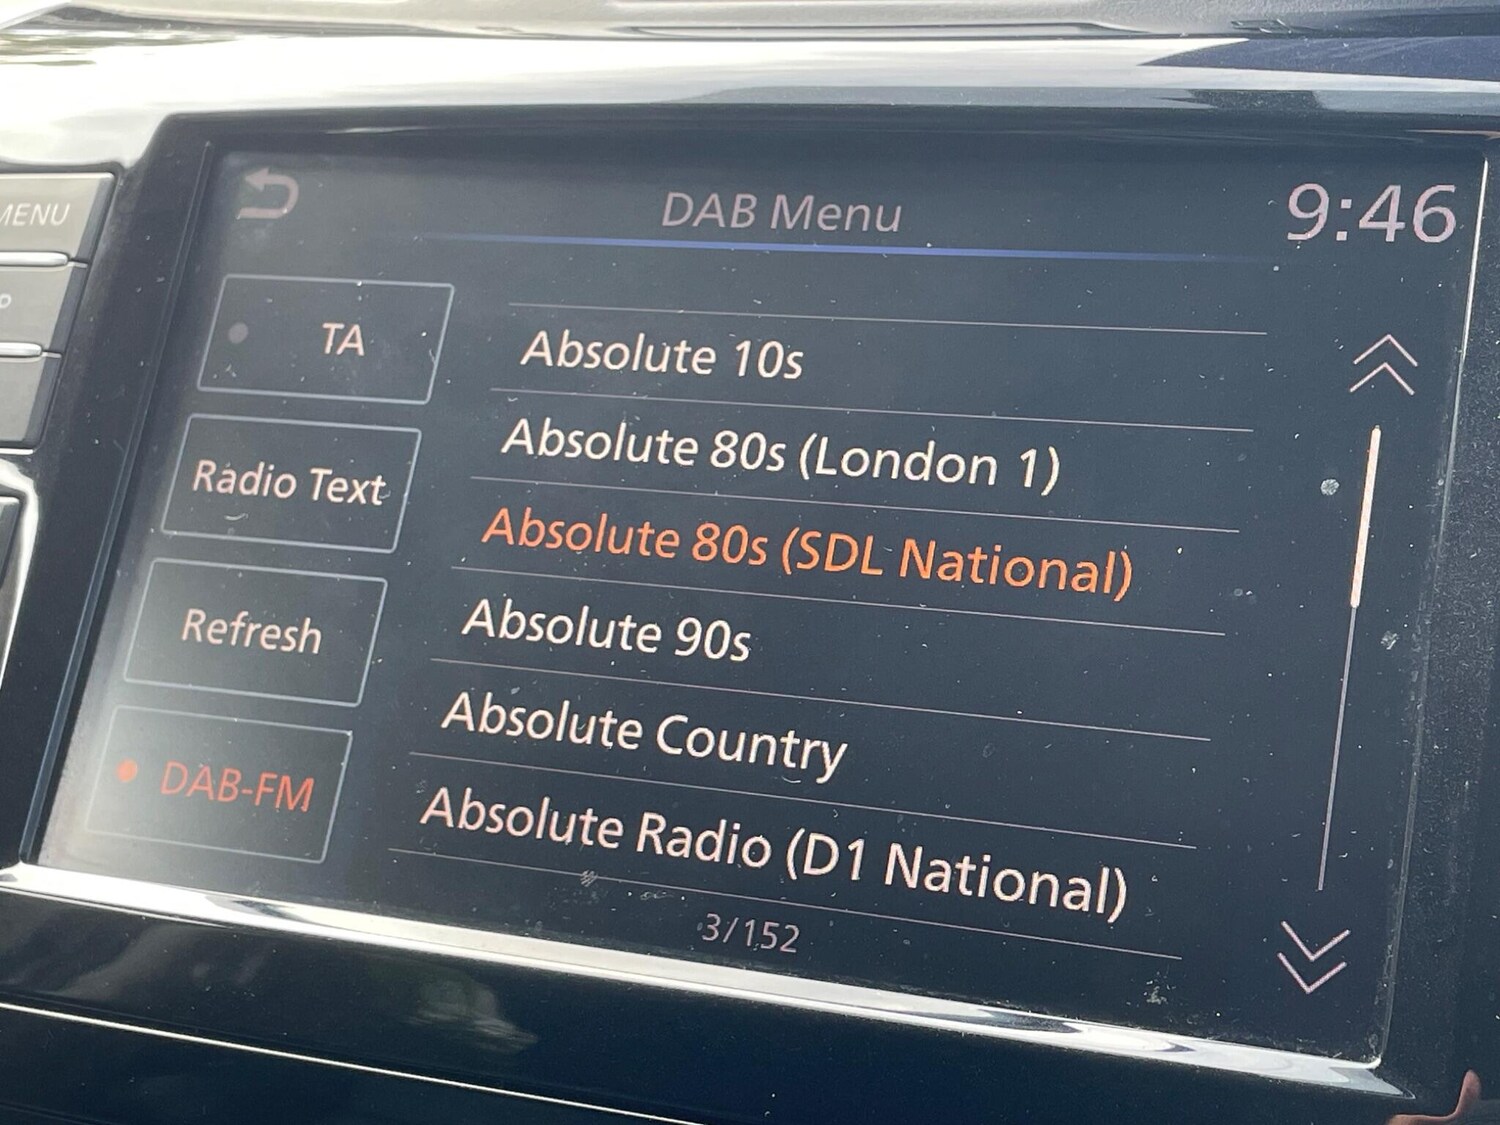 MENU
DAB Menu
9:46
TA
Radio Text
Refresh
DAB-FM
Absolute 10s
Absolute 80s (London 1)
Absolute 80s (SDL National)
Absolute 90s
Absolute Country
Absolute Radio (D1 National)
3/152